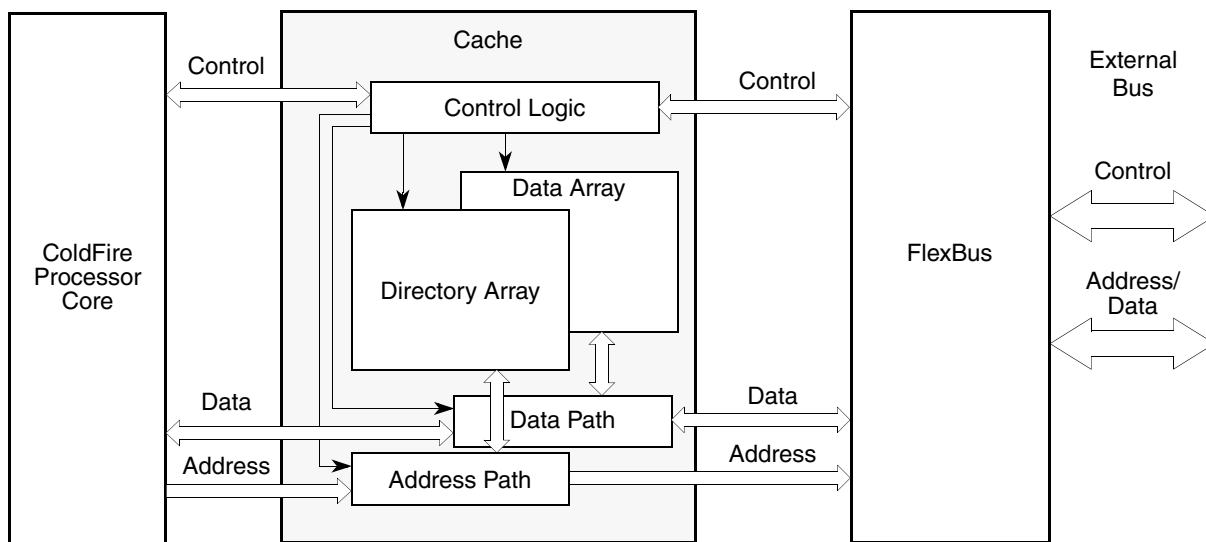 Cache
Control
Control Logic
Control
External
Bus
Data Array
Control
ColdFire
Processor
Core
Directory Array
FlexBus
Address/
Data
Data
Data Path
Data
Address
Address Path
Address